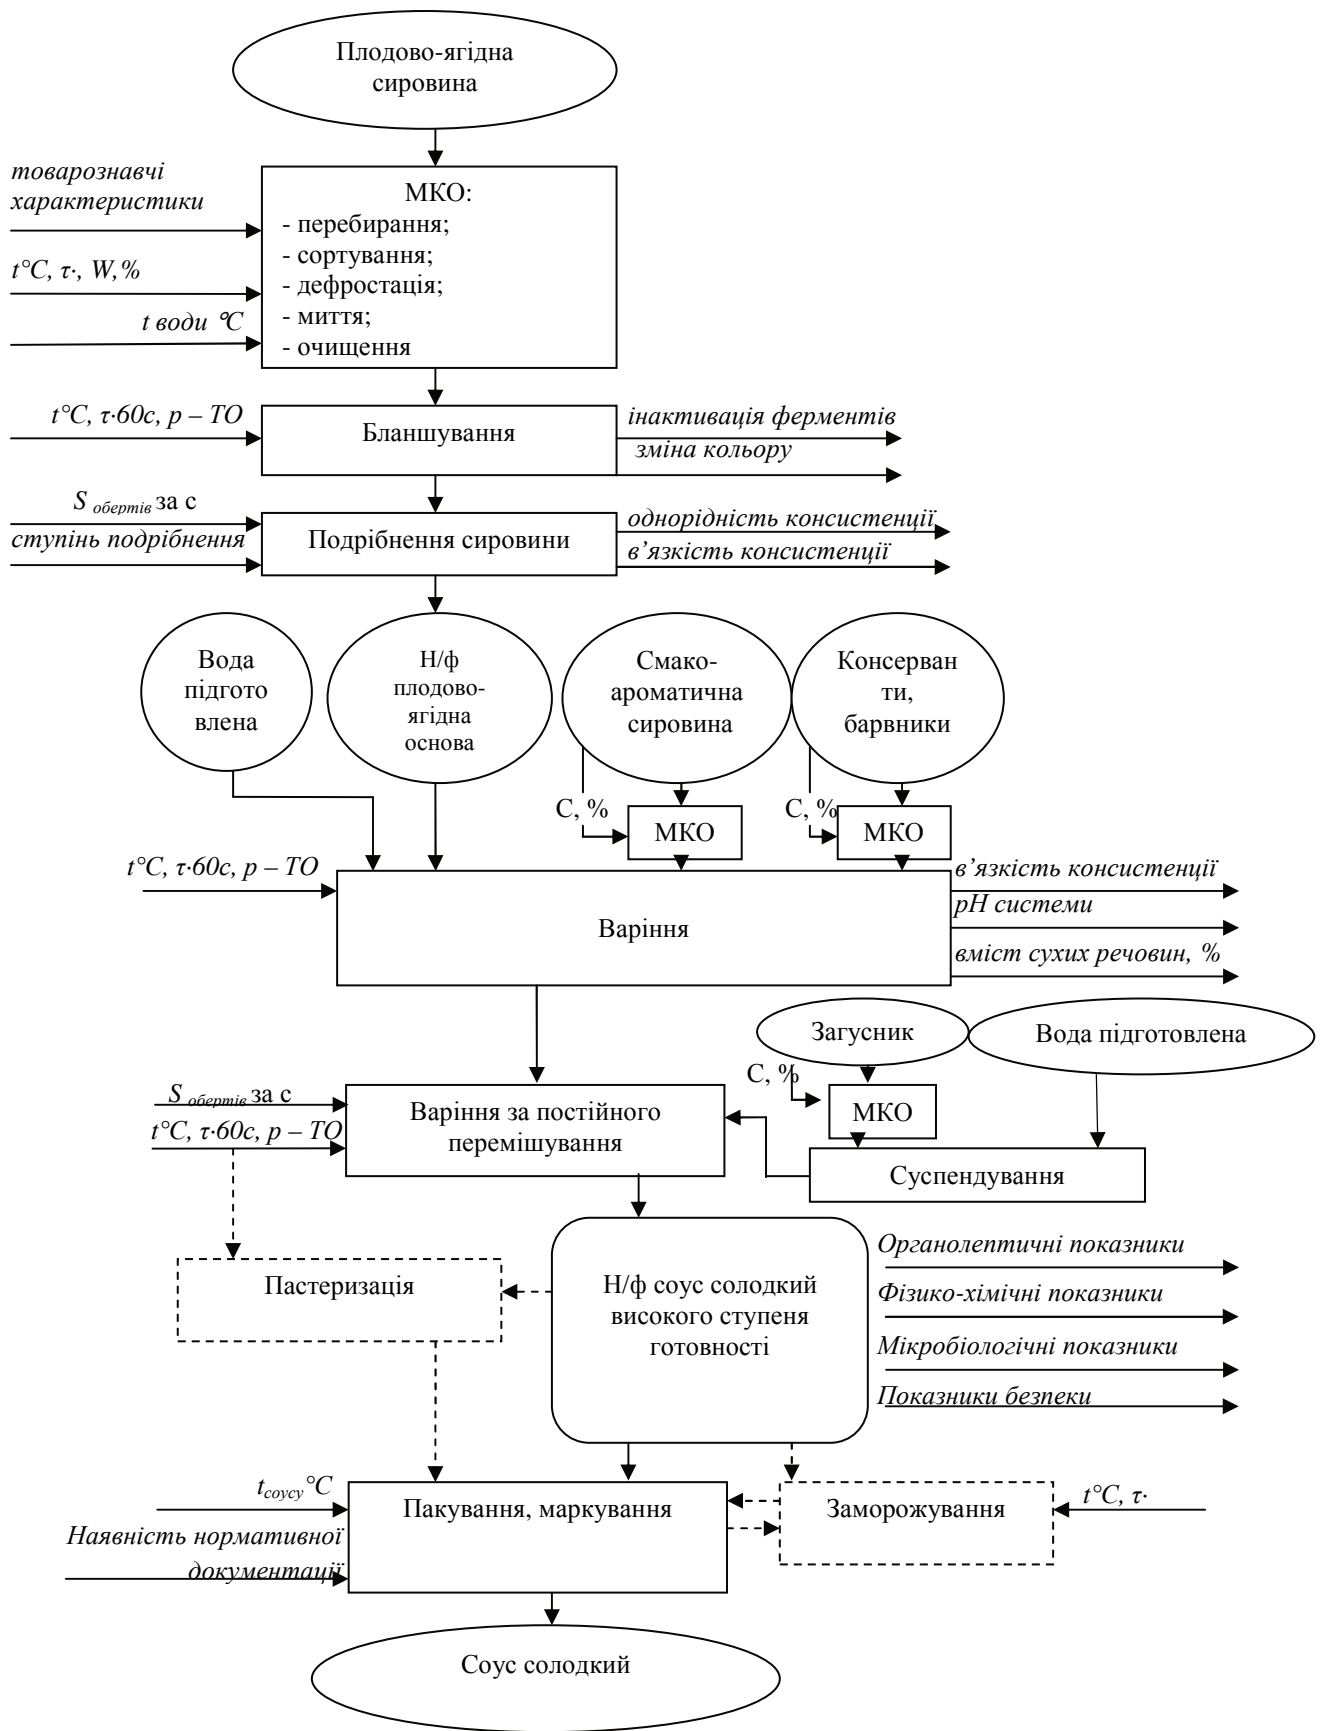 Плодово-ягідна
сировина
товарознавчі
характеристики
МКО:
- перебирання;
- сортування;
t°C, τ·, W,%
- дефростація;
t води °C
- миття;
- очищення
t°C, τ·60с, р – ТО
Бланшування
інактивація ферментів
зміна кольору
S обертів за с
ступінь подрібнення
Подрібнення сировини
однорідність консистенції
в’язкість консистенції
Вода
підгото
влена
Н/ф
плодово-
ягідна
основа
Смако-
ароматична
сировина
Консерван
ти,
барвники
С, %
МКО
С, %
МКО
t°C, τ·60с, р – ТО
Варіння
в’язкість консистенції
рН системи
вміст сухих речовин, %
Загусник
Вода підготовлена
С, %
МКО
S обертів за с
t°C, τ·60с, р – ТО
Варіння за постійного
перемішування
Суспендування
Пастеризація
Н/ф соус солодкий
високого ступеня
готовності
Органолептичні показники
Фізико-хімічні показники
Мікробіологічні показники
Показники безпеки
tсоусу°C
Наявність нормативної
документації
Пакування, маркування
Заморожування
t°C, τ·
Соус солодкий